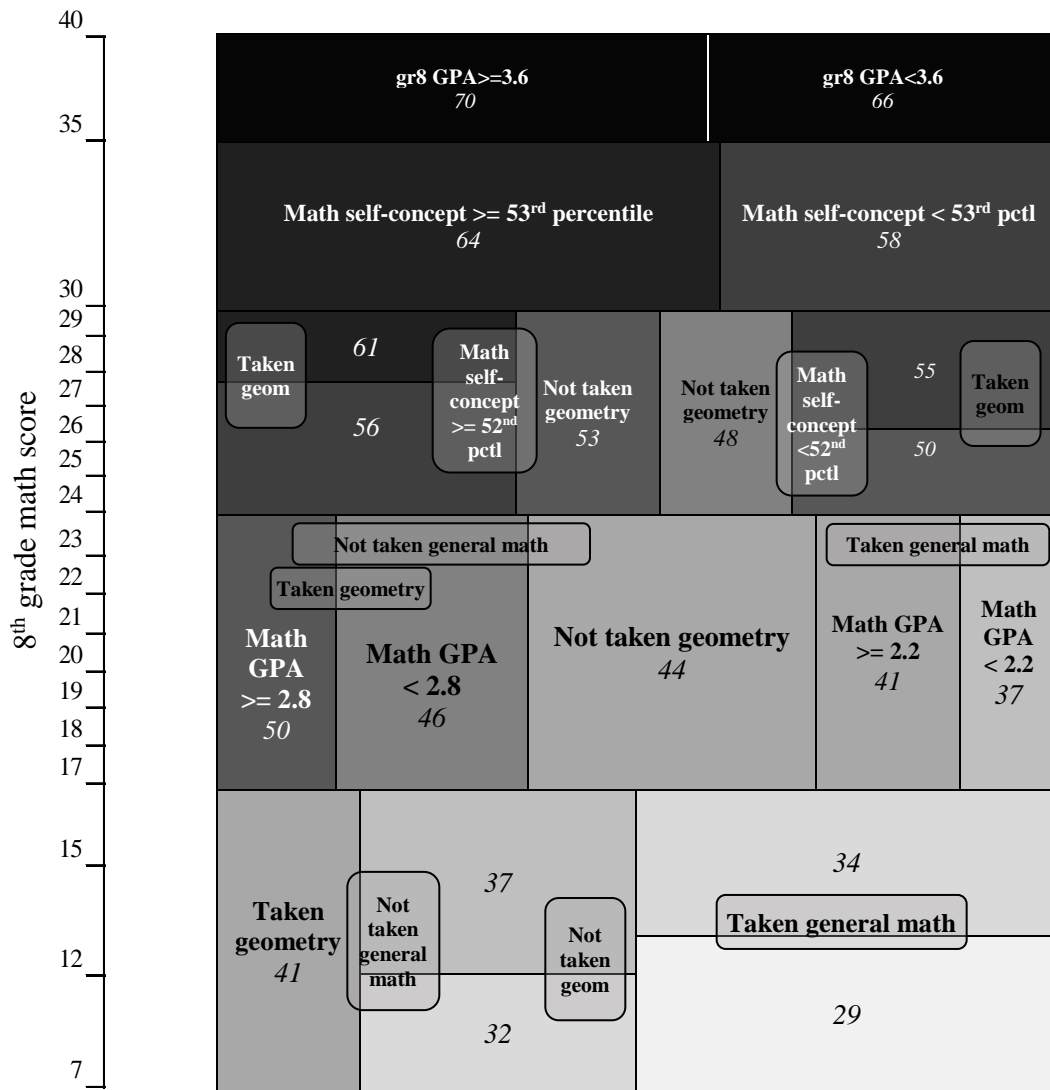 40
35
30
29
28
27
26
25
24
23
22
21
20
19
18
17
15
12
7
8th grade math score
gr8 GPA>=3.6
70
gr8 GPA<3.6
66
Math self-concept >= 53rd percentile
64
Math self-concept < 53rd pctl
58
Taken
geom
61
56
Math
self-
concept
>= 52nd
pctl
Not taken
geometry
53
Not taken
geometry
48
Math
self-
concept
<52nd
pctl
55
50
Taken
geom
Not taken general math
Taken geometry
Taken general math
Math
GPA
>= 2.8
50
Math GPA
< 2.8
46
Not taken geometry
44
Math GPA
>= 2.2
41
Math
GPA
< 2.2
37
Taken
geometry
41
Not
taken
general
math
37
32
Not
taken
geom
34
Taken general math
29